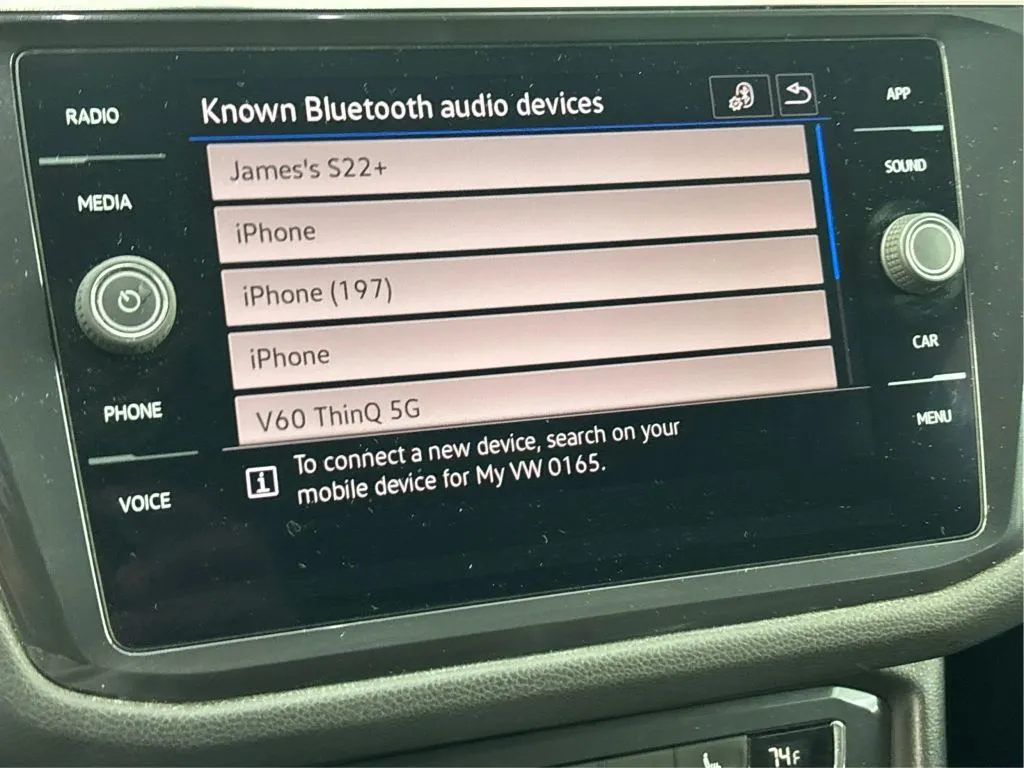 RADIO
MEDIA
PHONE
VOICE
Known Bluetooth audio devices
James's S22+
iPhone
iPhone (197)
iPhone
V60 ThinQ 5G
i To connect a new device, search on your
mobile device for My VW 0165.
APP
SOUND
CAR
MENU
74°F